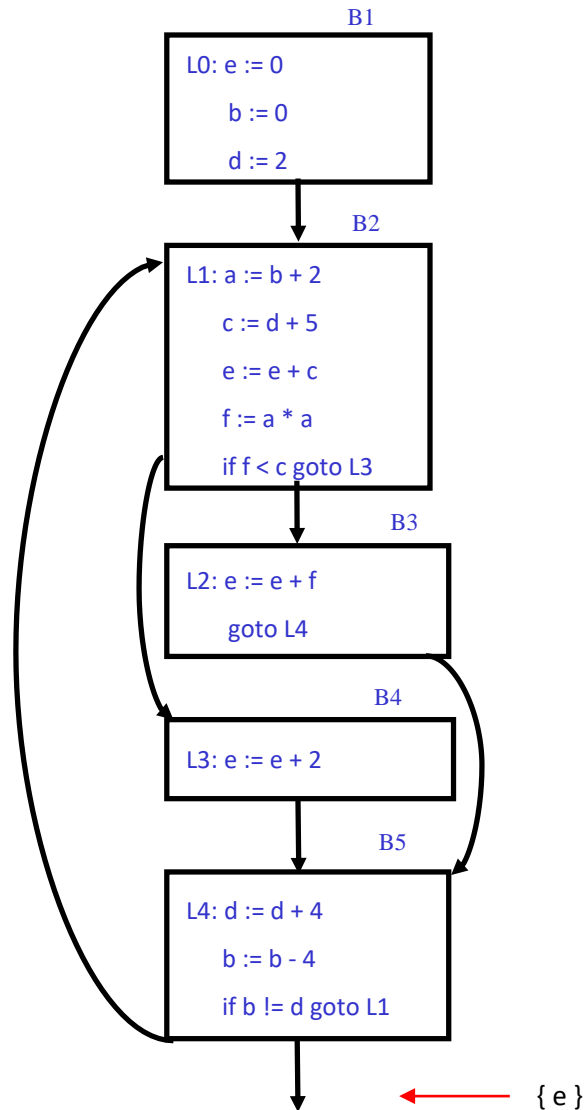 B1
L0: e := 0
b := 0
d := 2
B2
L1: a := b + 2
c := d + 5
e := e + c
f := a * a
if f < c goto L3
B3
L2: e := e + f
goto L4
B4
L3: e := e + 2
B5
L4: d := d + 4
b := b - 4
if b != d goto L1
{ e }